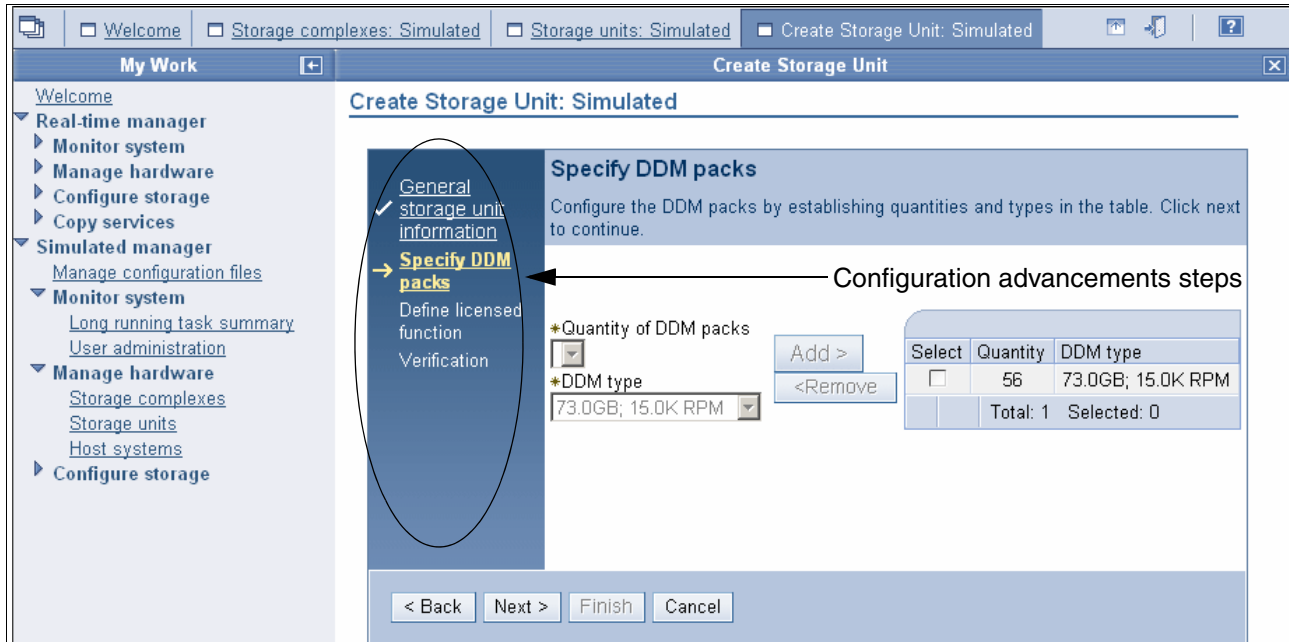 Welcome
Storage complexes: Simulated
Storage units: Simulated
Create Storage Unit: Simulated
?
My Work
Create Storage Unit
Welcome
Real-time manager
Monitor system
Manage hardware
Configure storage
Copy services
Simulated manager
Manage configuration files
Monitor system
Long running task summary
User administration
Manage hardware
Storage complexes
Storage units
Host systems
Configure storage
Create Storage Unit: Simulated
General
storage unit
information
Specify DDM
packs
Define licensed
function
Verification
Specify DDM packs
Configure the DDM packs by establishing quantities and types in the table. Click next
to continue.
Configuration advancements steps
*Quantity of DDM packs
*DDM type
73.0GB; 15.0K RPM
Add >
<Remove
Select Quantity DDM type
56 73.0GB; 15.0K RPM
Total: 1 Selected: 0
< Back Next > Finish Cancel